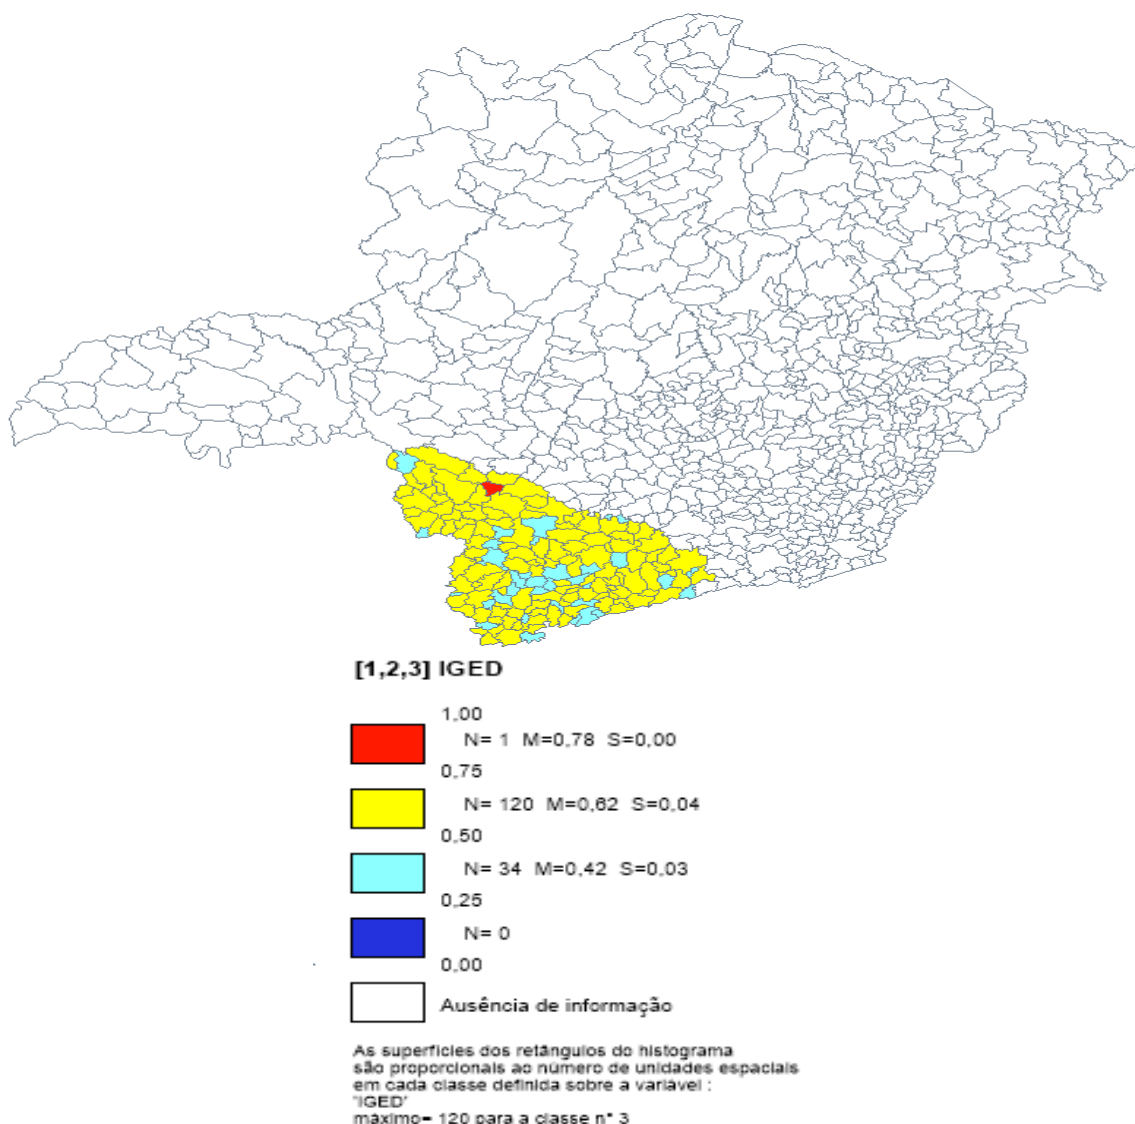 [1,2,3] IGED
1,00
N= 1 M=0,78 S=0,00
0,75
N= 120 M=0,62 S=0,04
0,50
N= 34 M=0,42 S=0,03
0,25
N= 0
0,00
Ausência de informação
As superfícies dos retângulos do histograma
são proporcionais ao número de unidades espaciais
em cada classe definida sobre a variável :
'IGED'
máximo= 120 para a classe n° 3